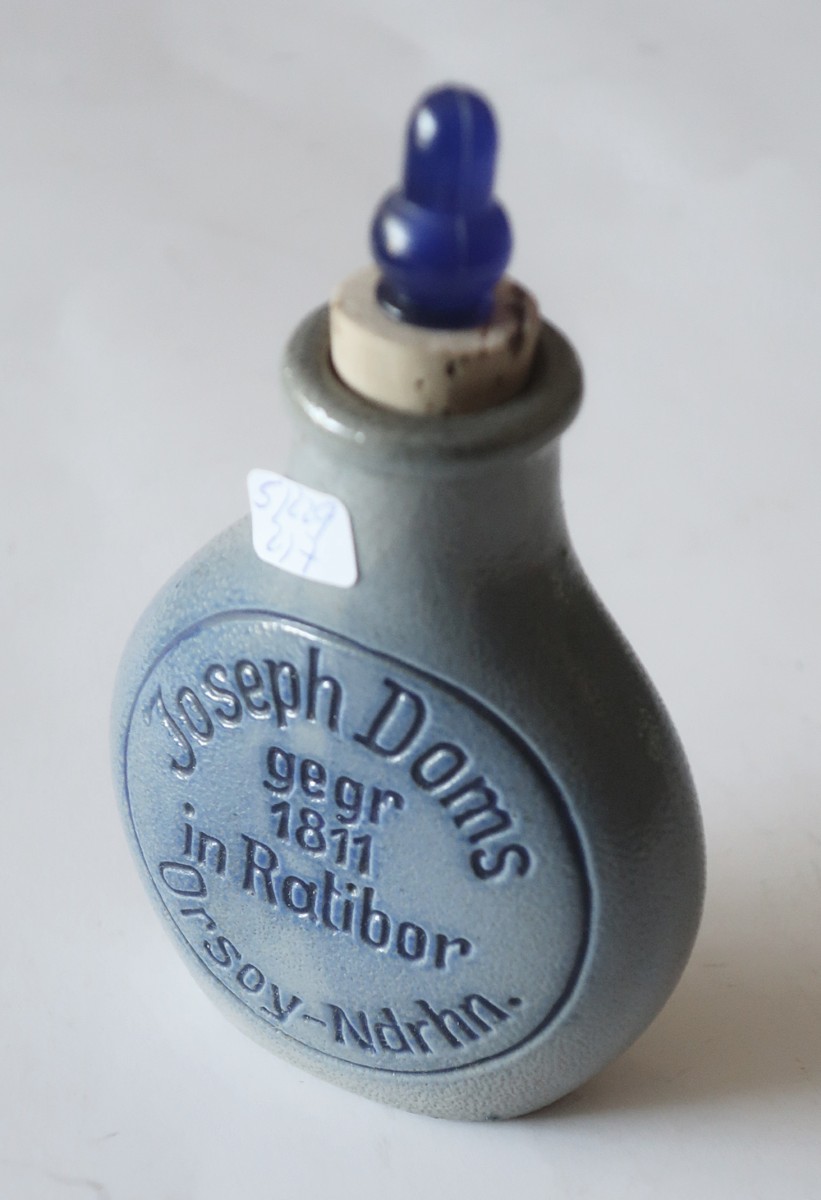 Joseph Doms
gegr
1811
in Ratibor
Orsoy-Ndrhn.